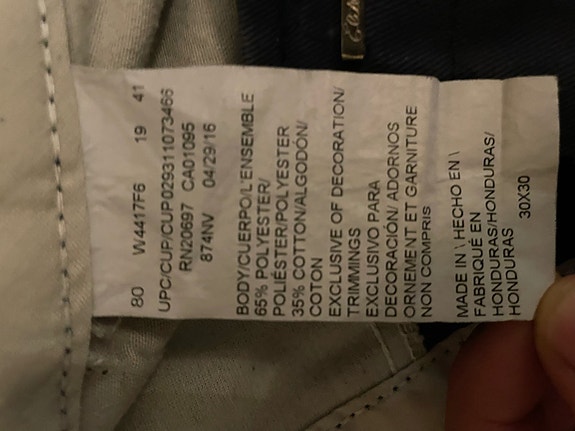 80 W4417F6 19 41
UPC/CUP/CUP029311073466
RN20697 CA01095
874NV 04/29/16
BODY/CUERPO/L'ENSEMBLE
65% POLYESTER/
POLIÉSTER/POLYESTER
35% COTTON/ALGODÓN/
COTON
EXCLUSIVE OF DECORATION/
TRIMMINGS
EXCLUSIVO PARA
DECORACIÓN/ ADORNOS
ORNEMENT ET GARNITURE
NON COMPRIS
MADE IN \ HECHO EN \
FABRIQUÉ EN
HONDURAS/HONDURAS/
HONDURAS
30X30